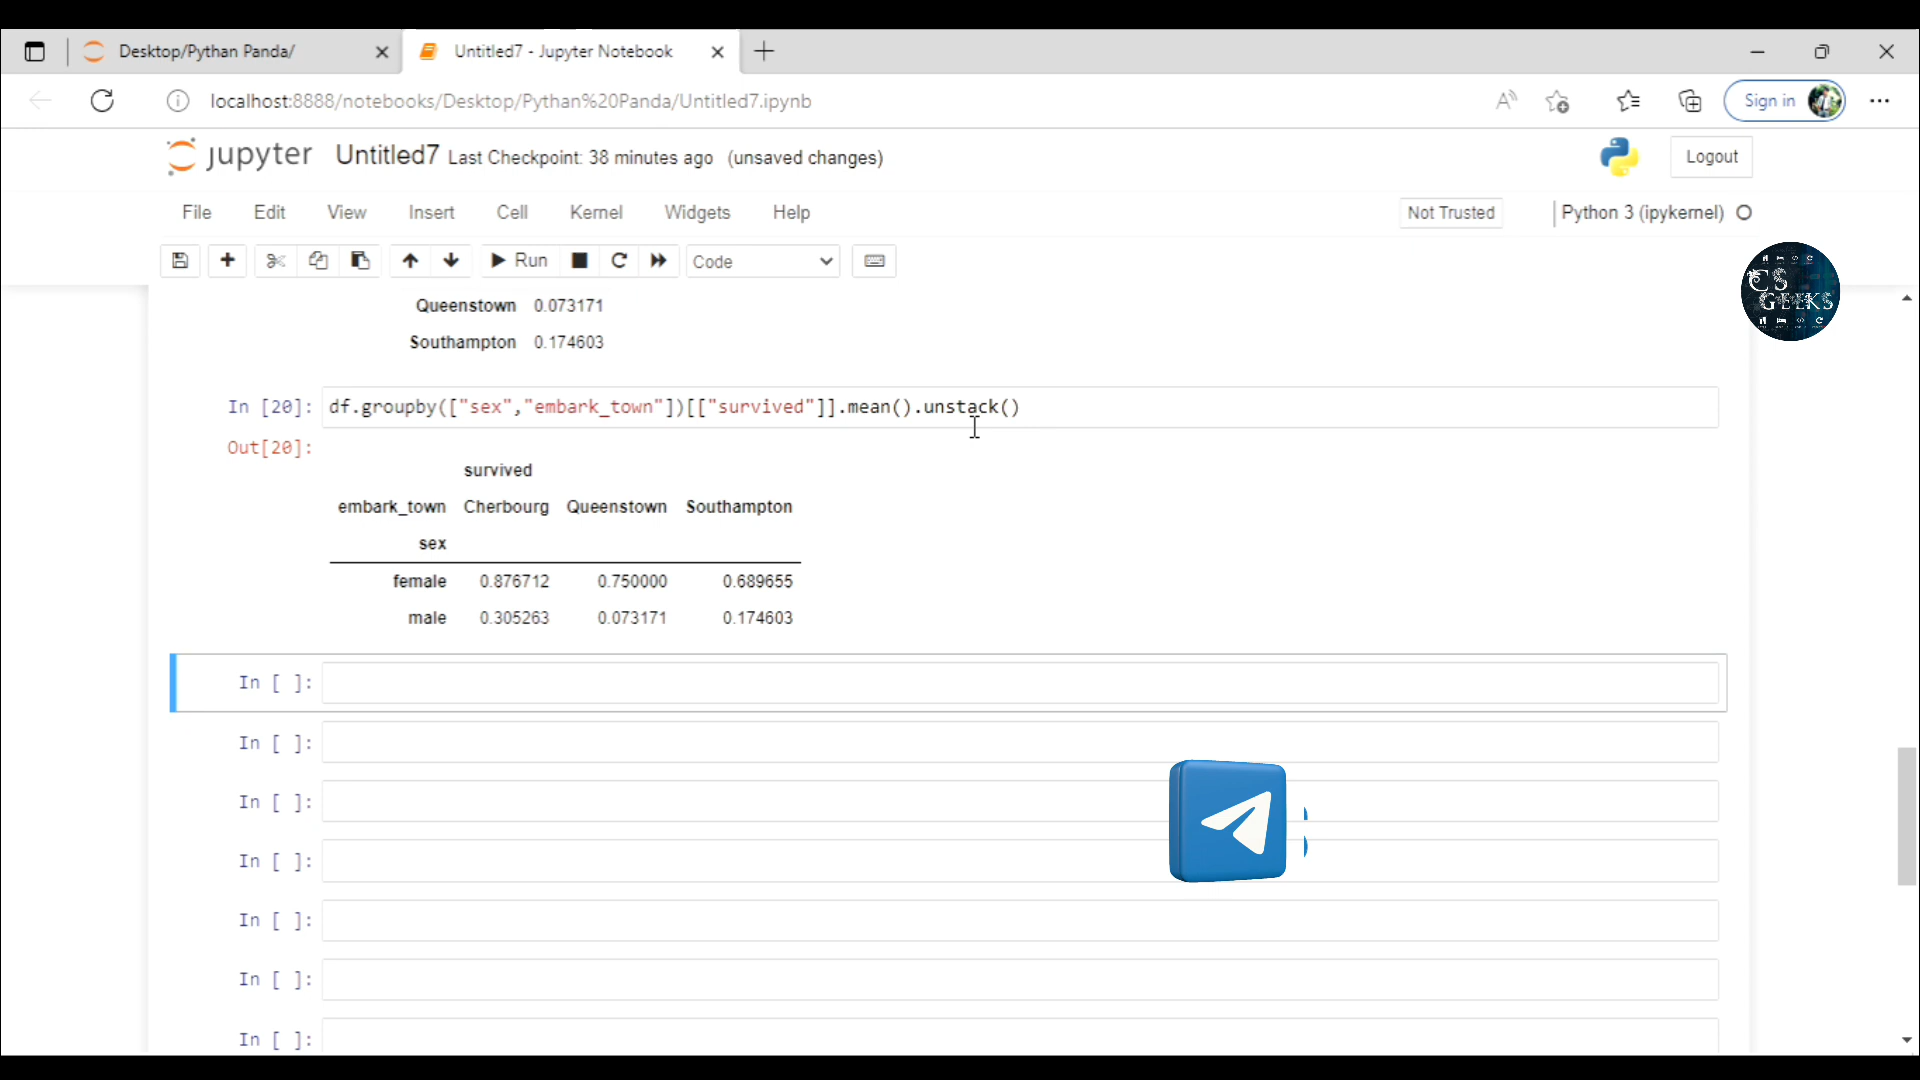 Desktop/Pythan Panda/
Untitled7 - Jupyter Notebook
localhost:8888/notebooks/Desktop/Pythan%20Panda/Untitled7.ipynb
Sign in
jupyter Untitled7 Last Checkpoint: 38 minutes ago (unsaved changes)
Logout
File Edit View Insert Cell Kernel Widgets Help
Not Trusted
Python 3 (ipykernel)
Run
Code
CS
GEEKS
Queenstown 0.073171
Southampton 0.174603
In [20]: df.groupby(["sex","embark_town"])[["survived"]].mean().unstack()
Out[20]:
survived
embark_town Cherbourg Queenstown Southampton
sex
female 0.876712 0.750000 0.689655
male 0.305263 0.073171 0.174603
In [ ]:
In [ ]:
In [ ]:
In [ ]:
In [ ]:
In [ ]:
In [ ]: